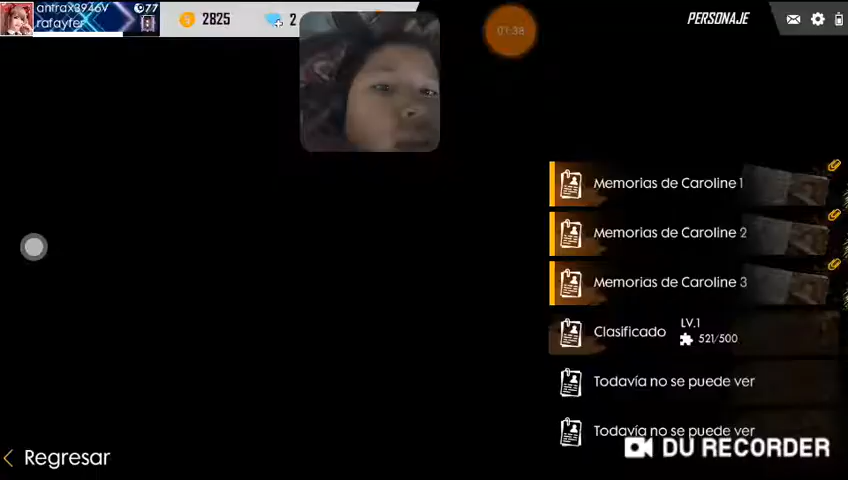 antrax3946V
77
rafayfer
2825
2
01:38
PERSONAJE
Memorias de Caroline 1
Memorias de Caroline 2
Memorias de Caroline 3
Clasificado
LV.1
521/500
Todavía no se puede ver
Todavía no se puede ver
DU RECORDER
Regresar